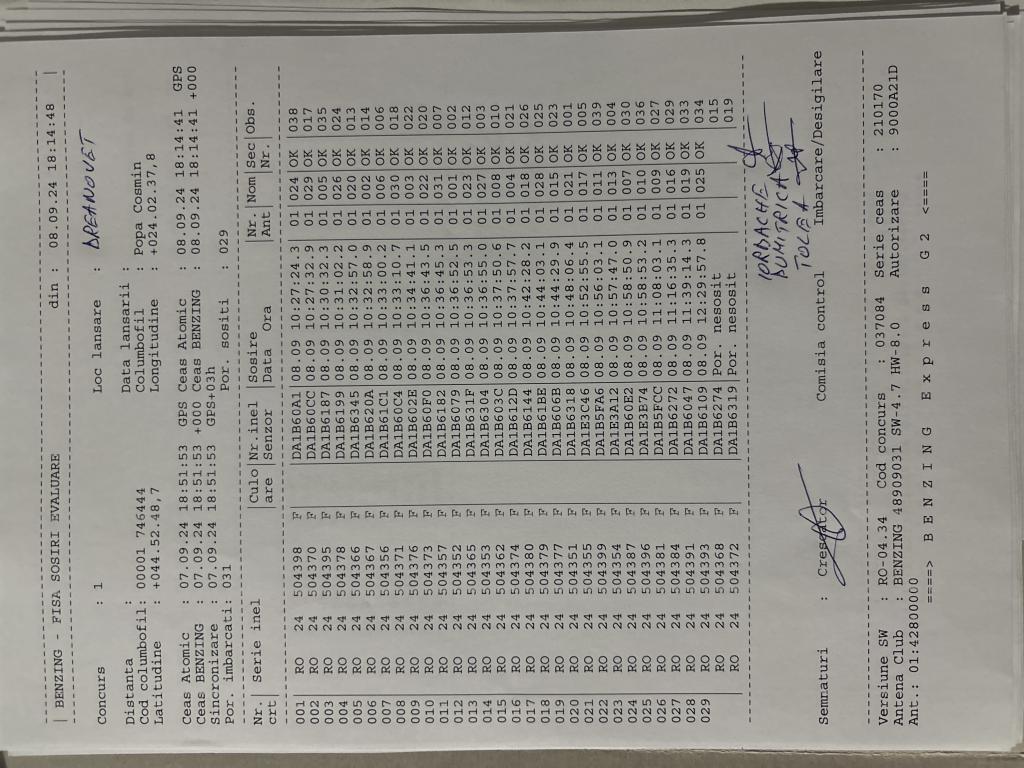 | BENZING - FISA SOSIRI EVALUARE din : 08.09.24 18:14:48 |
Concurs : 1 Loc lansare : DREANOVET
Distanta : Data lansarii :
Cod columbofil: 00001 746444 Columbofil : Popa Cosmin
Latitudine : +044.52.48,7 Longitudine : +024.02.37,8
Ceas Atomic : 07.09.24 18:51:53 GPS Ceas Atomic : 08.09.24 18:14:41 GPS
Ceas BENZING : 07.09.24 18:51:53 +000 Ceas BENZING : 08.09.24 18:14:41 +000
Sincronizare : 07.09.24 18:51:53 GPS+03h
Por. imbarcati: 031 Por. sositi : 029
Nr.| Serie inel |Culo|Nr.inel |Sosire |Nr. |Nom|Sec|Obs.
crt| |are |Senzor |Data Ora |Ant | |Nr.|
001 RO 24 504398 F DA1B60A1 08.09 10:27:24.3 01 024 OK 038
002 RO 24 504370 F DA1B60CC 08.09 10:27:32.9 01 029 OK 017
003 RO 24 504395 F DA1B6187 08.09 10:30:32.3 01 005 OK 035
004 RO 24 504378 F DA1B6199 08.09 10:31:02.2 01 026 OK 024
005 RO 24 504366 F DA1B6345 08.09 10:32:57.0 01 020 OK 013
006 RO 24 504367 F DA1B620A 08.09 10:32:58.9 01 002 OK 014
007 RO 24 504356 F DA1B61C1 08.09 10:33:00.2 01 006 OK 006
008 RO 24 504371 F DA1B60C4 08.09 10:33:10.7 01 030 OK 018
009 RO 24 504376 F DA1B602E 08.09 10:34:41.1 01 003 OK 022
010 RO 24 504373 F DA1B60F0 08.09 10:36:43.5 01 022 OK 020
011 RO 24 504357 F DA1B6182 08.09 10:36:45.3 01 031 OK 007
012 RO 24 504352 F DA1B6079 08.09 10:36:52.5 01 001 OK 002
013 RO 24 504365 F DA1B631F 08.09 10:36:53.3 01 023 OK 012
014 RO 24 504353 F DA1B6304 08.09 10:36:55.0 01 027 OK 003
015 RO 24 504362 F DA1B603C 08.09 10:37:50.6 01 008 OK 010
016 RO 24 504374 F DA1B612D 08.09 10:37:57.7 01 004 OK 021
017 RO 24 504380 F DA1B6144 08.09 10:42:28.2 01 018 OK 026
018 RO 24 504379 F DA1B61BE 08.09 10:44:03.1 01 028 OK 025
019 RO 24 504377 F DA1B606B 08.09 10:44:29.9 01 015 OK 023
020 RO 24 504351 F DA1B6318 08.09 10:48:06.4 01 021 OK 001
021 RO 24 504355 F DA1E3C46 08.09 10:52:55.5 01 017 OK 005
022 RO 24 504399 F DA1B5FA6 08.09 10:56:03.1 01 011 OK 039
023 RO 24 504354 F DA1E3A12 08.09 10:57:47.0 01 013 OK 004
024 RO 24 504387 F DA1B60E2 08.09 10:58:50.9 01 007 OK 030
025 RO 24 504396 F DA1E3B74 08.09 10:58:53.2 01 010 OK 036
026 RO 24 504381 F DA1B5FCC 08.09 11:08:03.1 01 009 OK 027
027 RO 24 504384 F DA1B6272 08.09 11:16:35.3 01 016 OK 029
028 RO 24 504391 F DA1B6047 08.09 11:39:14.3 01 019 OK 033
029 RO 24 504393 F DA1B6109 08.09 12:29:57.8 01 025 OK 034
RO 24 504368 F DA1B6274 Por. nesosit 015
RO 24 504372 F DA1B6319 Por. nesosit 019
IORDACHE
DUMITRICA
TOLEA
Semnaturi : Crescator Comisia control Imbarcare/Desigilare
Versiune SW : RO-04.24 Cod concurs : 037084 Serie ceas : 210170
Antena Club : BENZING 48909031 SW-4.7 HW-8.0 Autorizare : 9000A21D
Ant.: 01:42800000
====> B E N Z I N G E x p r e s s G 2 <====